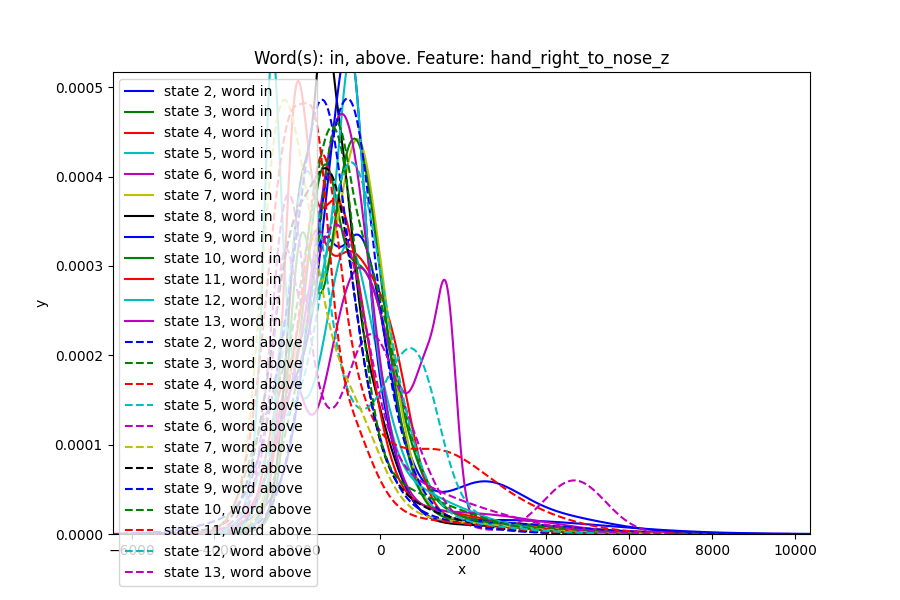 Word(s): in, above. Feature: hand_right_to_nose_z
0.0005
0.0004
0.0003
0.0002
0.0001
0.0000
y
state 2, word in
state 3, word in
state 4, word in
state 5, word in
state 6, word in
state 7, word in
state 8, word in
state 9, word in
state 10, word in
state 11, word in
state 12, word in
state 13, word in
state 2, word above
state 3, word above
state 4, word above
state 5, word above
state 6, word above
state 7, word above
state 8, word above
state 9, word above
state 10, word above
state 11, word above
state 12, word above
state 13, word above
−6000 −4000 −2000 0 2000 4000 6000 8000 10000
x